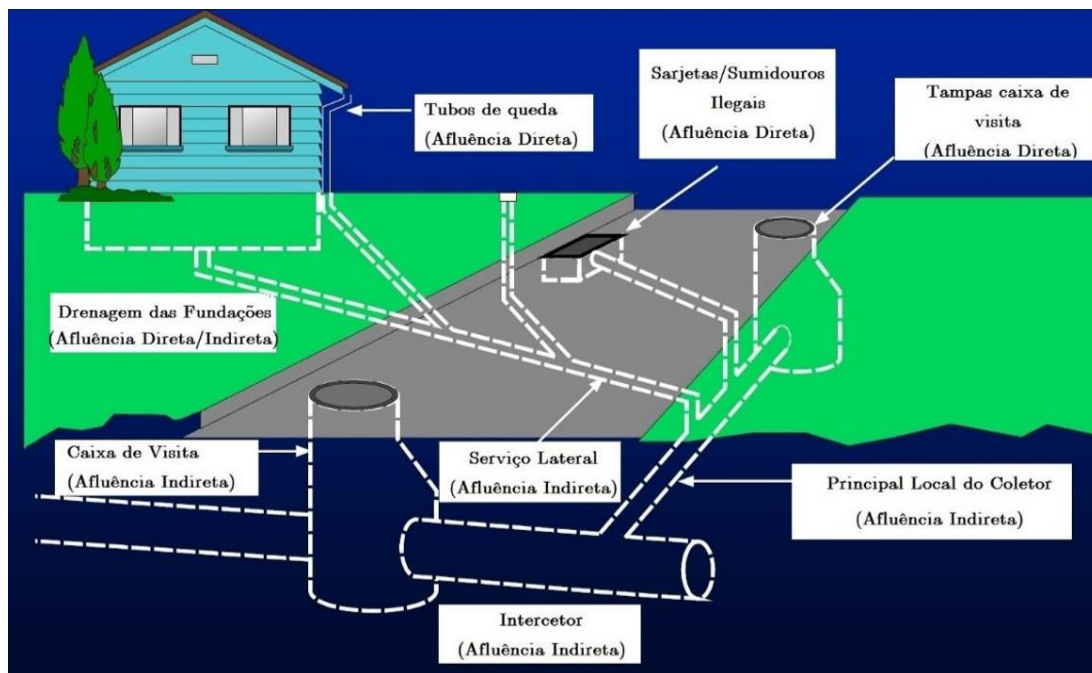 Tubos de queda
(Afluência Direta)
Sarjetas/Sumidouros
Ilegais
(Afluência Direta)
Tampas caixa de
visita
(Afluência Direta)
Drenagem das Fundações
(Afluência Direta/Indireta)
Caixa de Visita
(Afluência Indireta)
Serviço Lateral
(Afluência Indireta)
Principal Local do Coletor
(Afluência Indireta)
Intercetor
(Afluência Indireta)